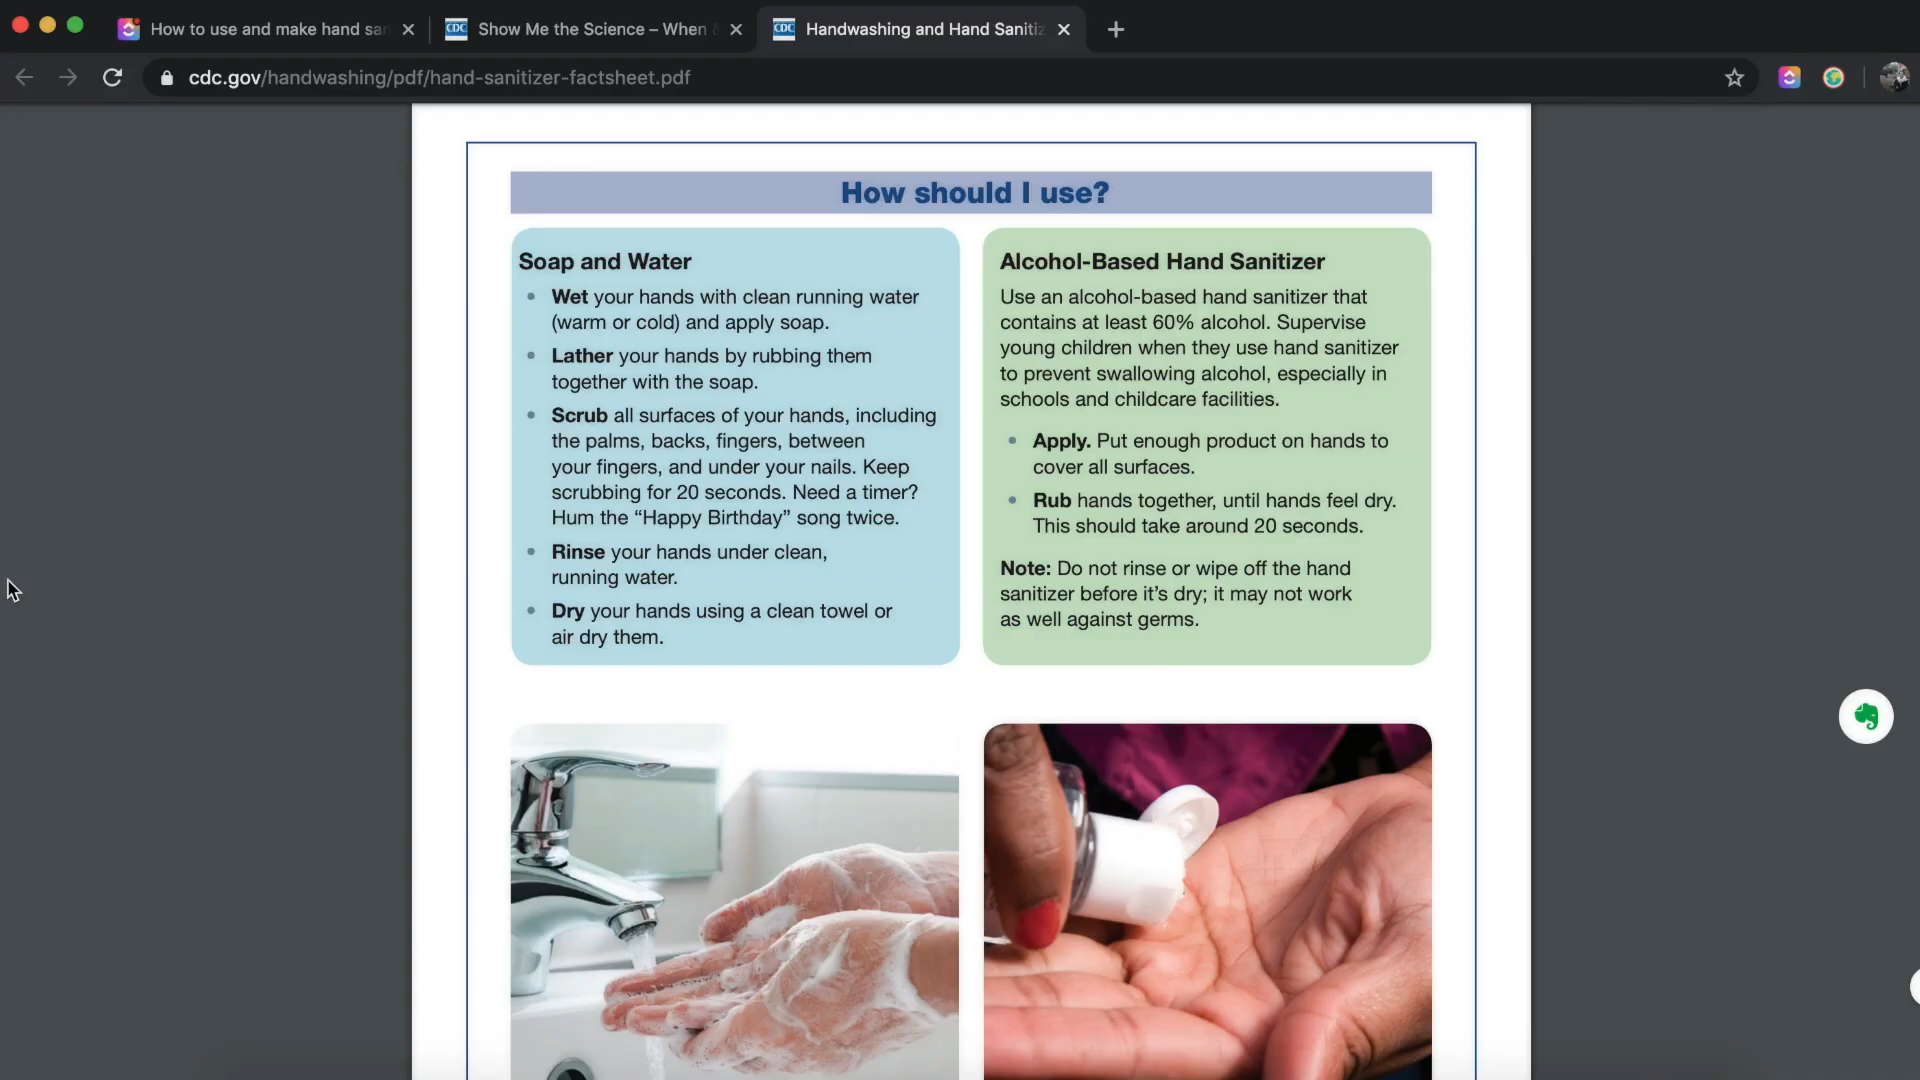 How to use and make hand san
CDC
Show Me the Science – When
CDC
Handwashing and Hand Sanitiz
cdc.gov/handwashing/pdf/hand-sanitizer-factsheet.pdf
How should I use?
Soap and Water
• Wet your hands with clean running water
(warm or cold) and apply soap.
• Lather your hands by rubbing them
together with the soap.
• Scrub all surfaces of your hands, including
the palms, backs, fingers, between
your fingers, and under your nails. Keep
scrubbing for 20 seconds. Need a timer?
Hum the “Happy Birthday” song twice.
• Rinse your hands under clean,
running water.
• Dry your hands using a clean towel or
air dry them.
Alcohol-Based Hand Sanitizer
Use an alcohol-based hand sanitizer that
contains at least 60% alcohol. Supervise
young children when they use hand sanitizer
to prevent swallowing alcohol, especially in
schools and childcare facilities.
• Apply. Put enough product on hands to
cover all surfaces.
• Rub hands together, until hands feel dry.
This should take around 20 seconds.
Note: Do not rinse or wipe off the hand
sanitizer before it’s dry; it may not work
as well against germs.